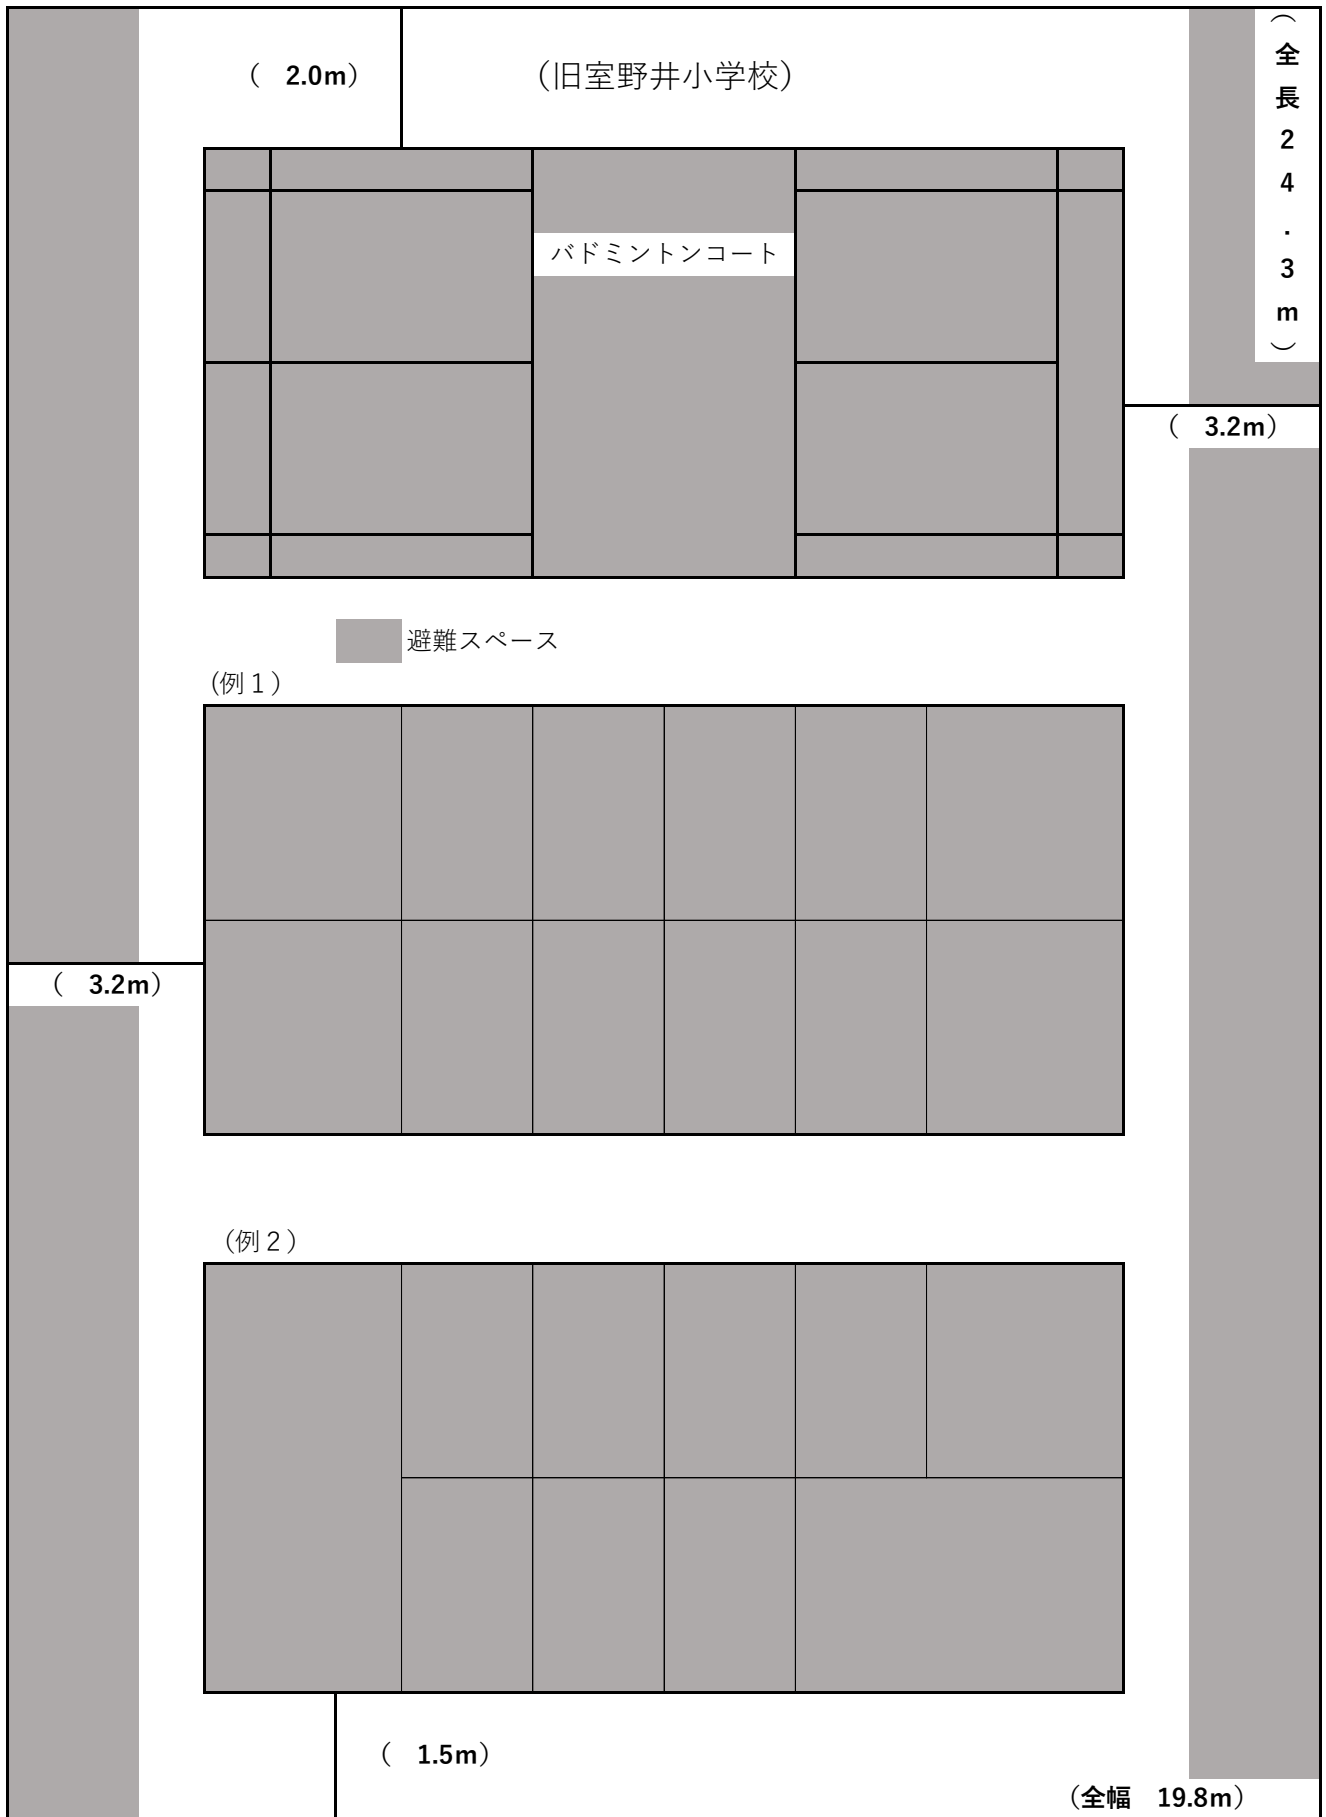 ( 2.0m)
(旧室野井小学校)
(全長24.3m)
バドミントンコート
( 3.2m)
避難スペース
(例1)
( 3.2m)
(例2)
( 1.5m)
(全幅 19.8m)